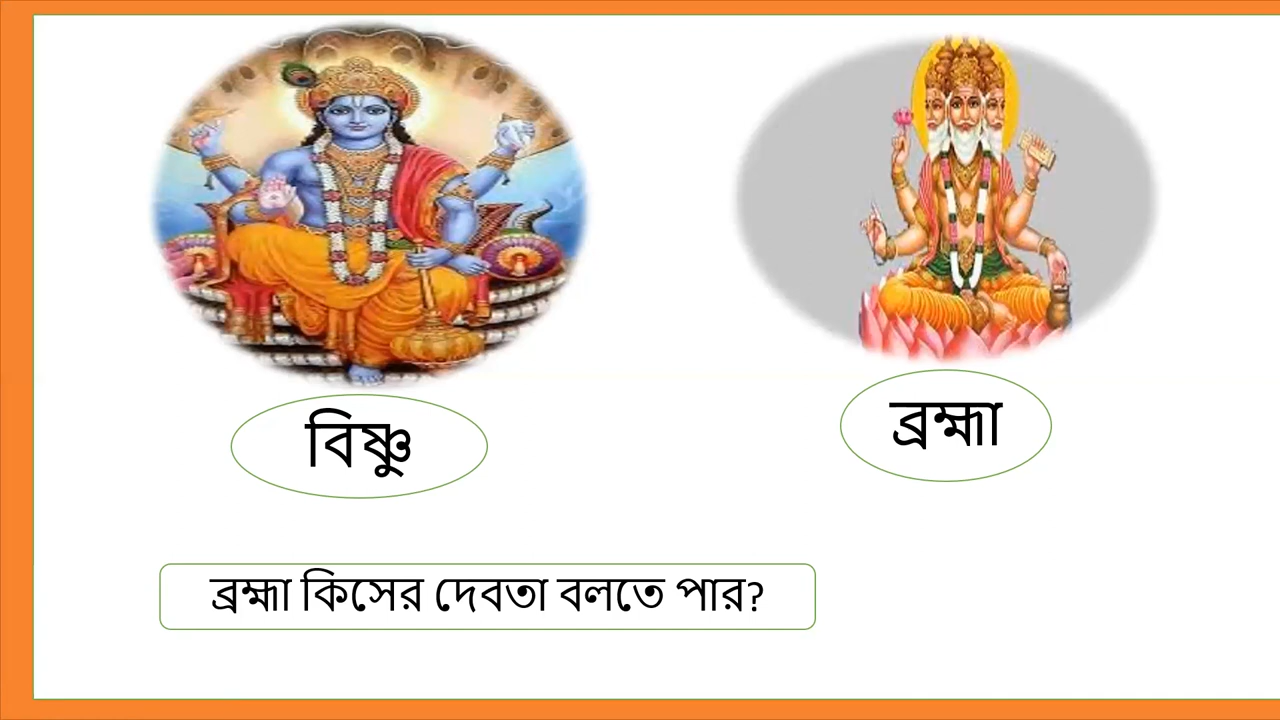 বিষ্ণু
ব্রহ্মা
ব্রহ্মা কিসের দেবতা বলতে পার?